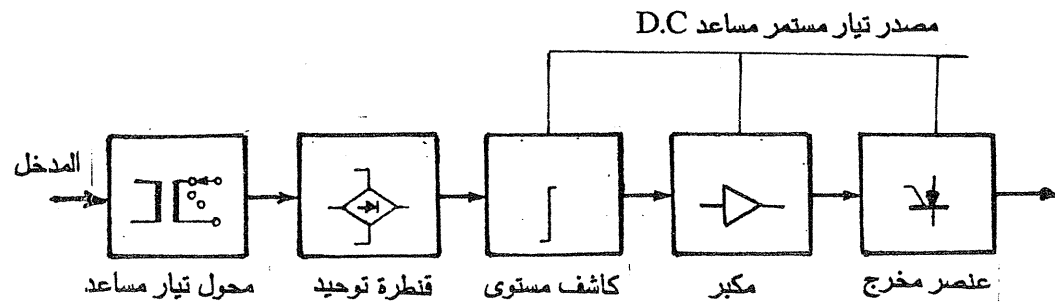 مصدر تيار مستمر مساعد D.C
المدخل
محول تيار مساعد
قنطرة توحيد
كاشف مستوى
مكبر
عنصر مخرج